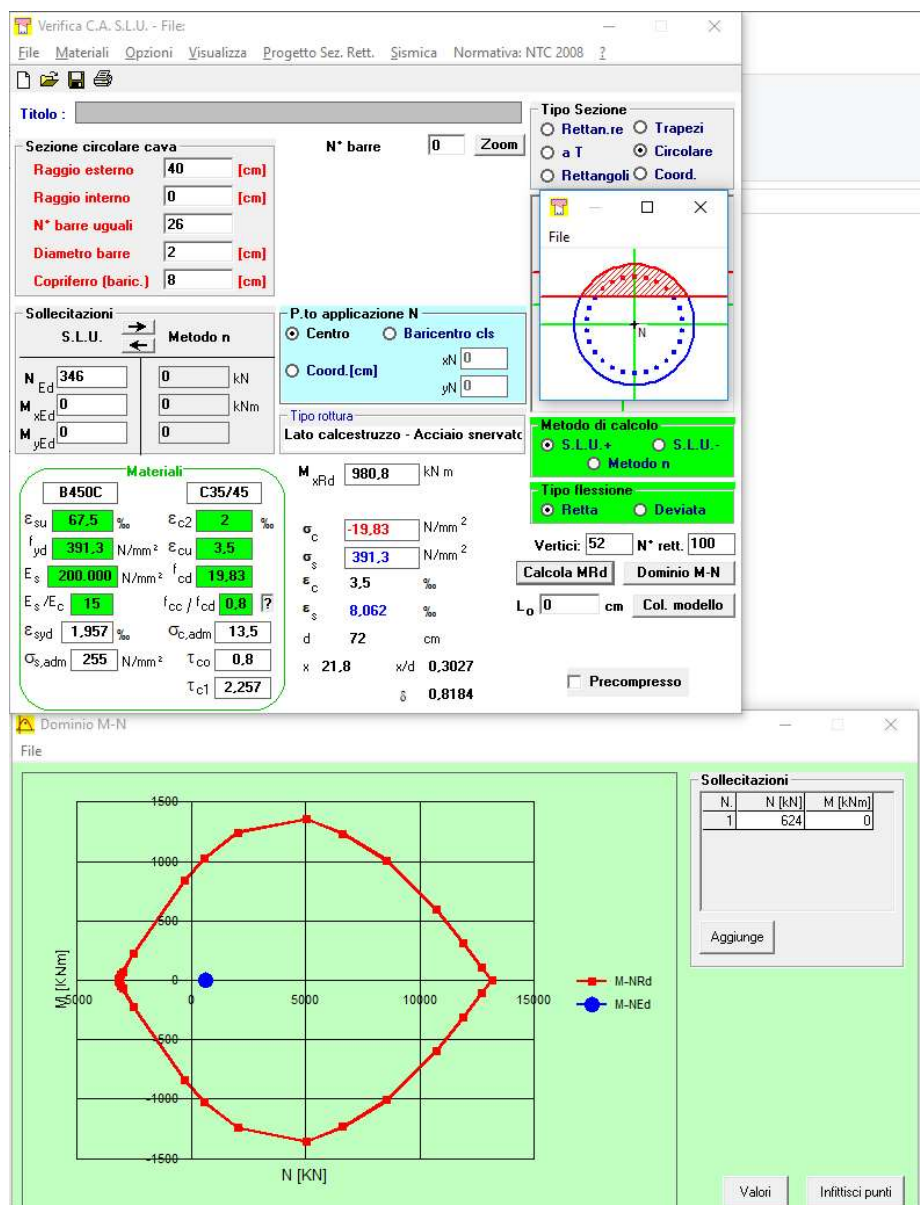 Verifica C.A. S.L.U. - File:
File Materiali Opzioni Visualizza Progetto Sez. Rett. Sismica Normativa: NTC 2008 ?
Titolo :
Sezione circolare cava
Raggio esterno 40 [cm]
Raggio interno 0 [cm]
N° barre uguali 26
Diametro barre 2 [cm]
Copriferro (baric.) 8 [cm]
N° barre 0 Zoom
Tipo Sezione
Rettan.re Trapezi
a T Circolare
Rettangoli Coord.
File
N
Sollecitazioni
S.L.U. Metodo n
N Ed 346 0 kN
M xEd 0 0 kNm
M yEd 0 0
P.to applicazione N
Centro Baricentro cls
Coord.[cm] xN 0
yN 0
Tipo rottura
Lato calcestruzzo - Acciaio snervato
Metodo di calcolo
S.L.U.+ S.L.U.-
Metodo n
Tipo flessione
Retta Deviata
Vertici: 52 N° rett. 100
Calcola MRd Dominio M-N
L o 0 cm Col. modello
Precompresso
Materiali
B450C C35/45
εsu 67,5 ‰ εc2 2 ‰
fyd 391,3 N/mm² εcu 3,5
Es 200.000 N/mm² fcd 19,83
Es/Ec 15 fcc / fcd 0,8 ?
εsyd 1,957 ‰ σc,adm 13,5
σs,adm 255 N/mm² τco 0,8
τc1 2,257
M xRd 980,8 kN m
σc -19,83 N/mm²
σs 391,3 N/mm²
εc 3,5 ‰
εs 8,062 ‰
d 72 cm
x 21,8 x/d 0,3027
δ 0,8184
Dominio M-N
File
1500
1000
500
0
-5000 0 5000 10000 15000
-500
-1000
-1500
M [KNm]
N [KN]
M-NRd
M-NEd
Sollecitazioni
N. N [kN] M [kNm]
1 624 0
Aggiunge
Valori Infittisci punti